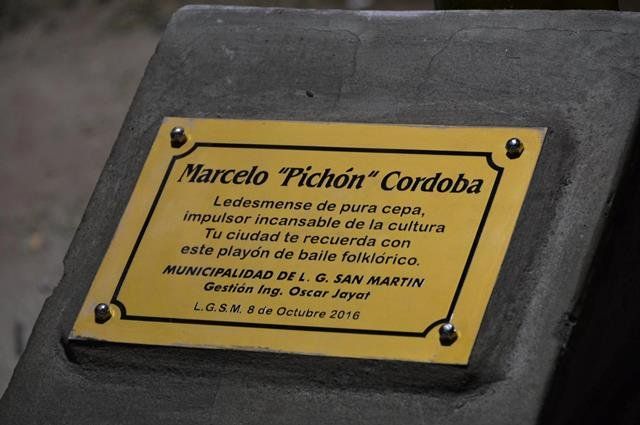 Marcelo "Pichón" Cordoba
Ledesmense de pura cepa,
impulsor incansable de la cultura
Tu ciudad te recuerda con
este playón de baile folklórico.
MUNICIPALIDAD DE L. G. SAN MARTIN
Gestión Ing. Oscar Jayat
L.G.S.M. 8 de Octubre 2016